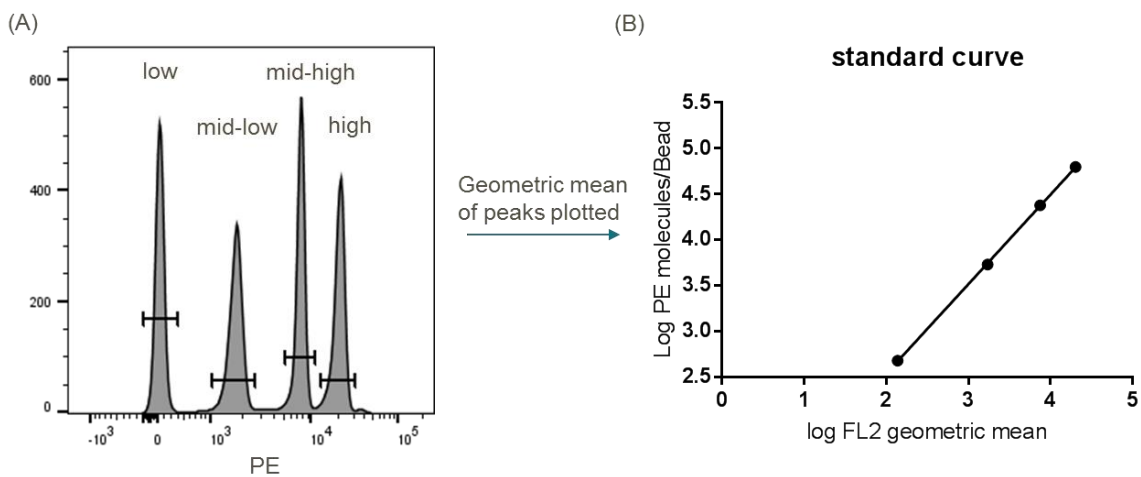 (A)
600
400
200
0
low
mid-low
mid-high
high
-10³
0
10³
10⁴
10⁵
PE
Geometric mean
of peaks plotted
(B)
standard curve
Log PE molecules/Bead
5.5
5.0
4.5
4.0
3.5
3.0
2.5
0
1
2
3
4
5
log FL2 geometric mean